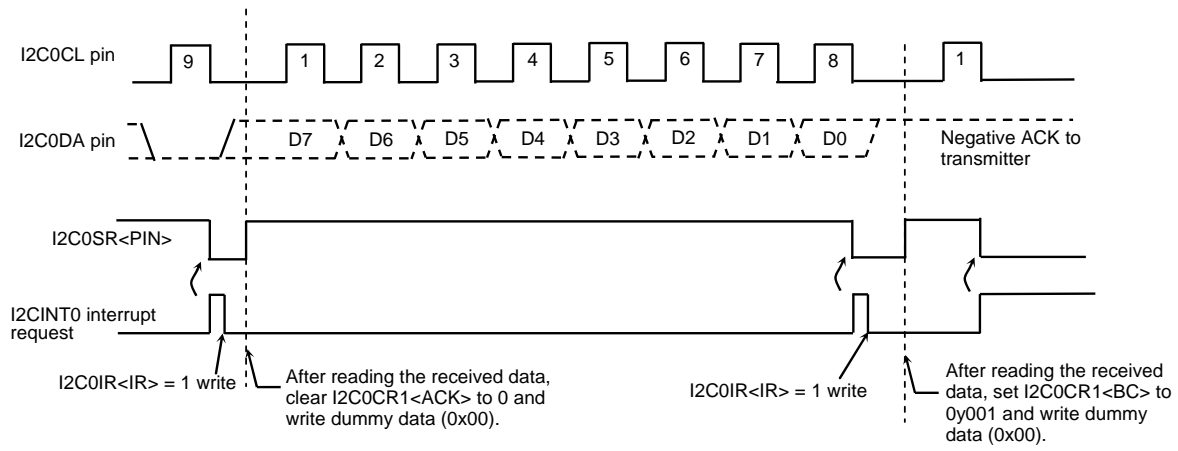 I2C0CL pin
9 1 2 3 4 5 6 7 8 1
I2C0DA pin
D7 D6 D5 D4 D3 D2 D1 D0
Negative ACK to
transmitter
I2C0SR<PIN>
I2CINT0 interrupt
request
I2C0IR<IR> = 1 write
After reading the received data,
clear I2C0CR1<ACK> to 0 and
write dummy data (0x00).
I2C0IR<IR> = 1 write
After reading the received
data, set I2C0CR1<BC> to
0y001 and write dummy
data (0x00).